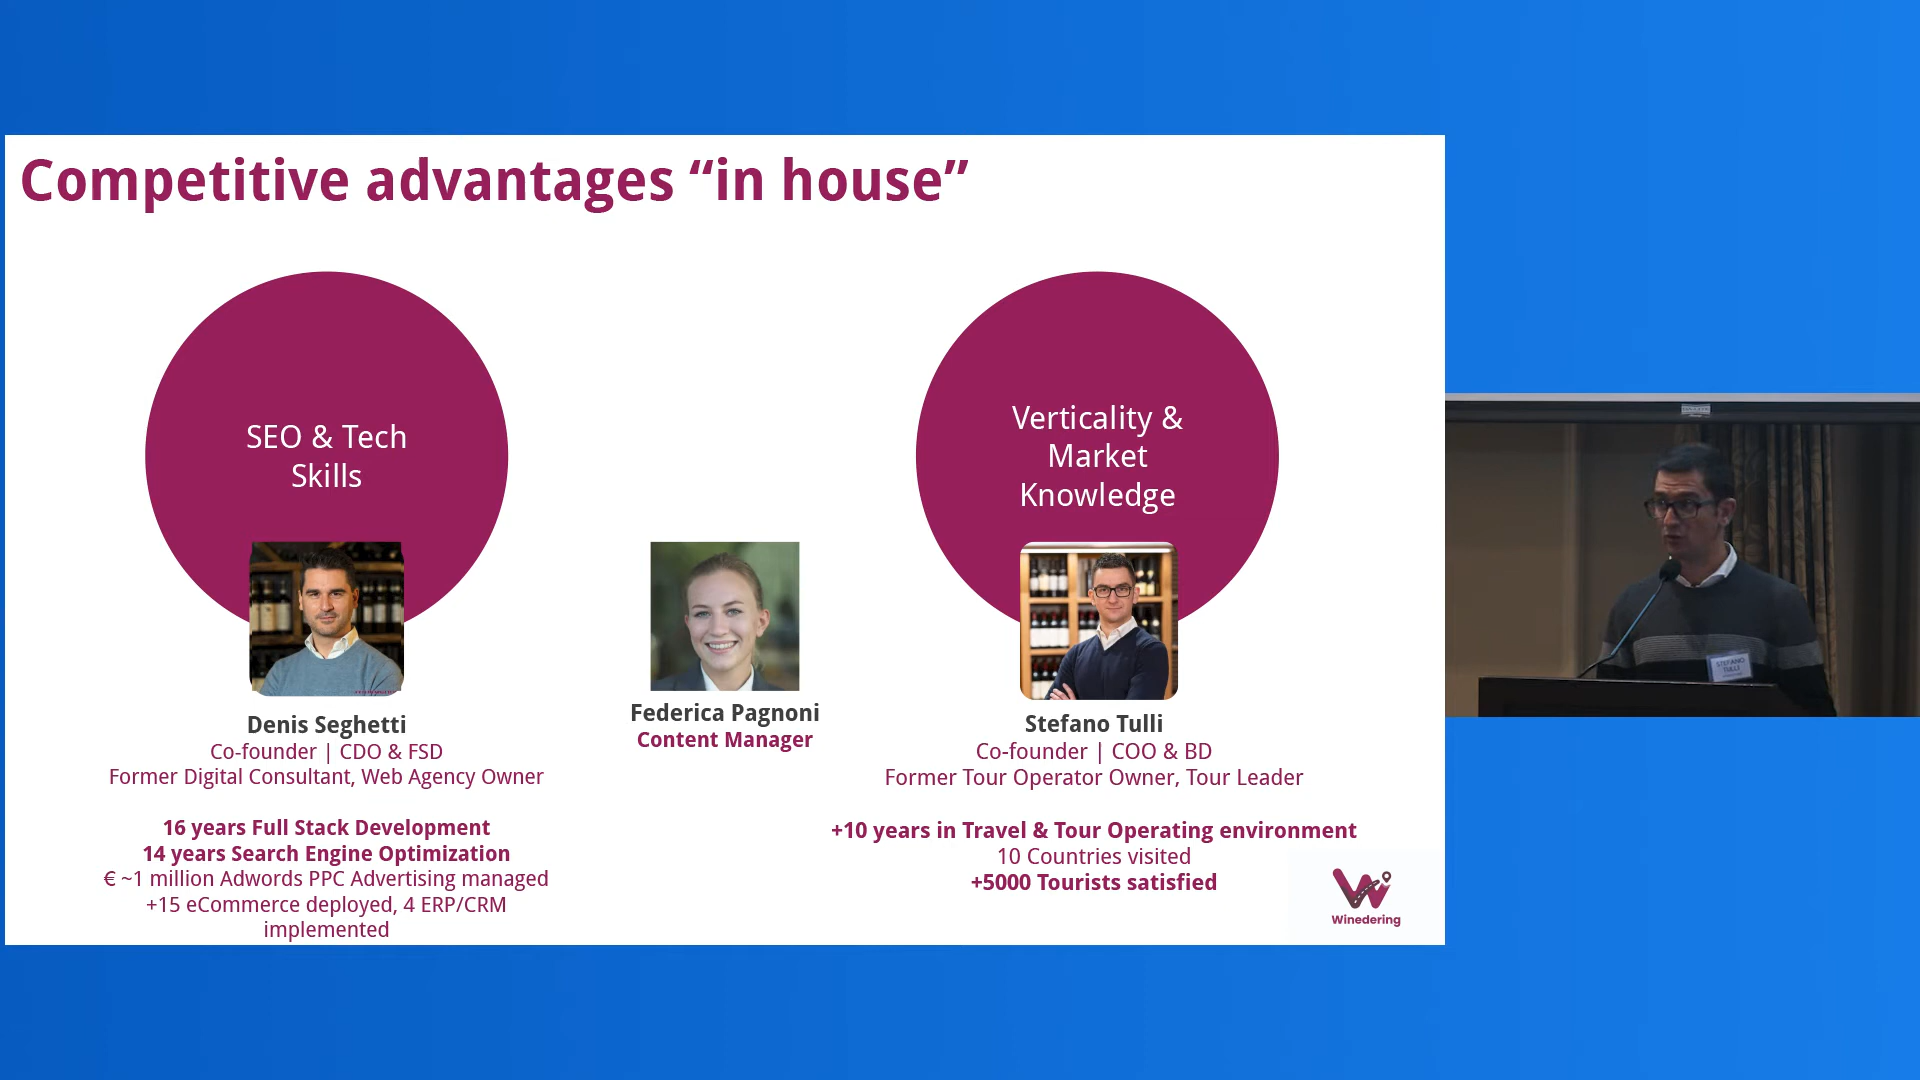 Competitive advantages “in house”
SEO & Tech
Skills
Verticality &
Market
Knowledge
Denis Seghetti
Co-founder | CDO & FSD
Former Digital Consultant, Web Agency Owner
16 years Full Stack Development
14 years Search Engine Optimization
€ ~1 million Adwords PPC Advertising managed
+15 eCommerce deployed, 4 ERP/CRM
implemented
Federica Pagnoni
Content Manager
Stefano Tulli
Co-founder | COO & BD
Former Tour Operator Owner, Tour Leader
+10 years in Travel & Tour Operating environment
10 Countries visited
+5000 Tourists satisfied
Winedering
STEFANO
TULLI